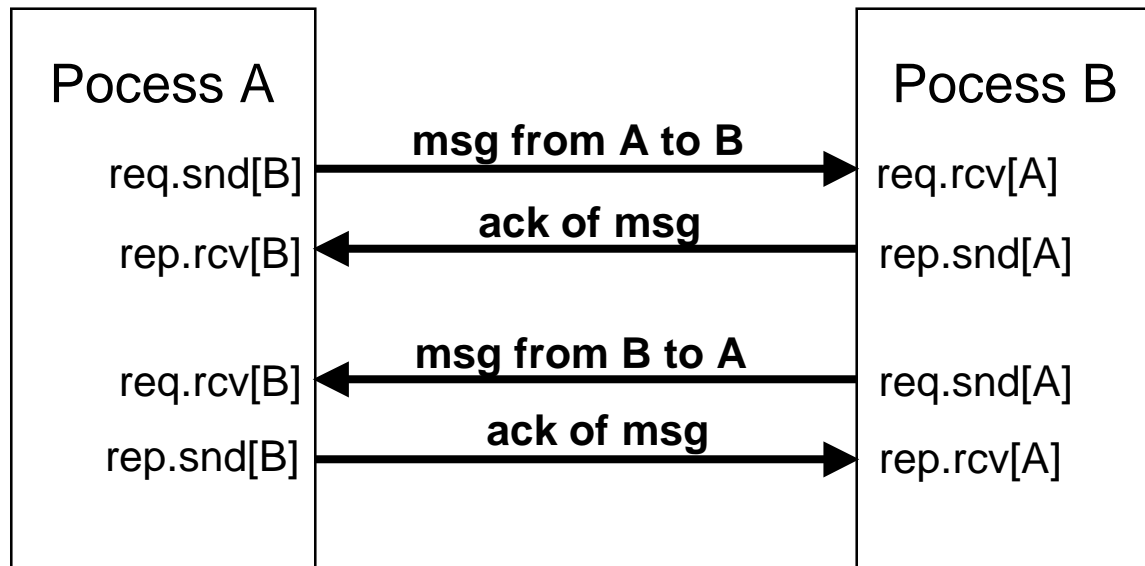 Pocess A
Pocess B
msg from A to B
req.snd[B]
req.rcv[A]
ack of msg
rep.rcv[B]
rep.snd[A]
msg from B to A
req.rcv[B]
req.snd[A]
ack of msg
rep.snd[B]
rep.rcv[A]